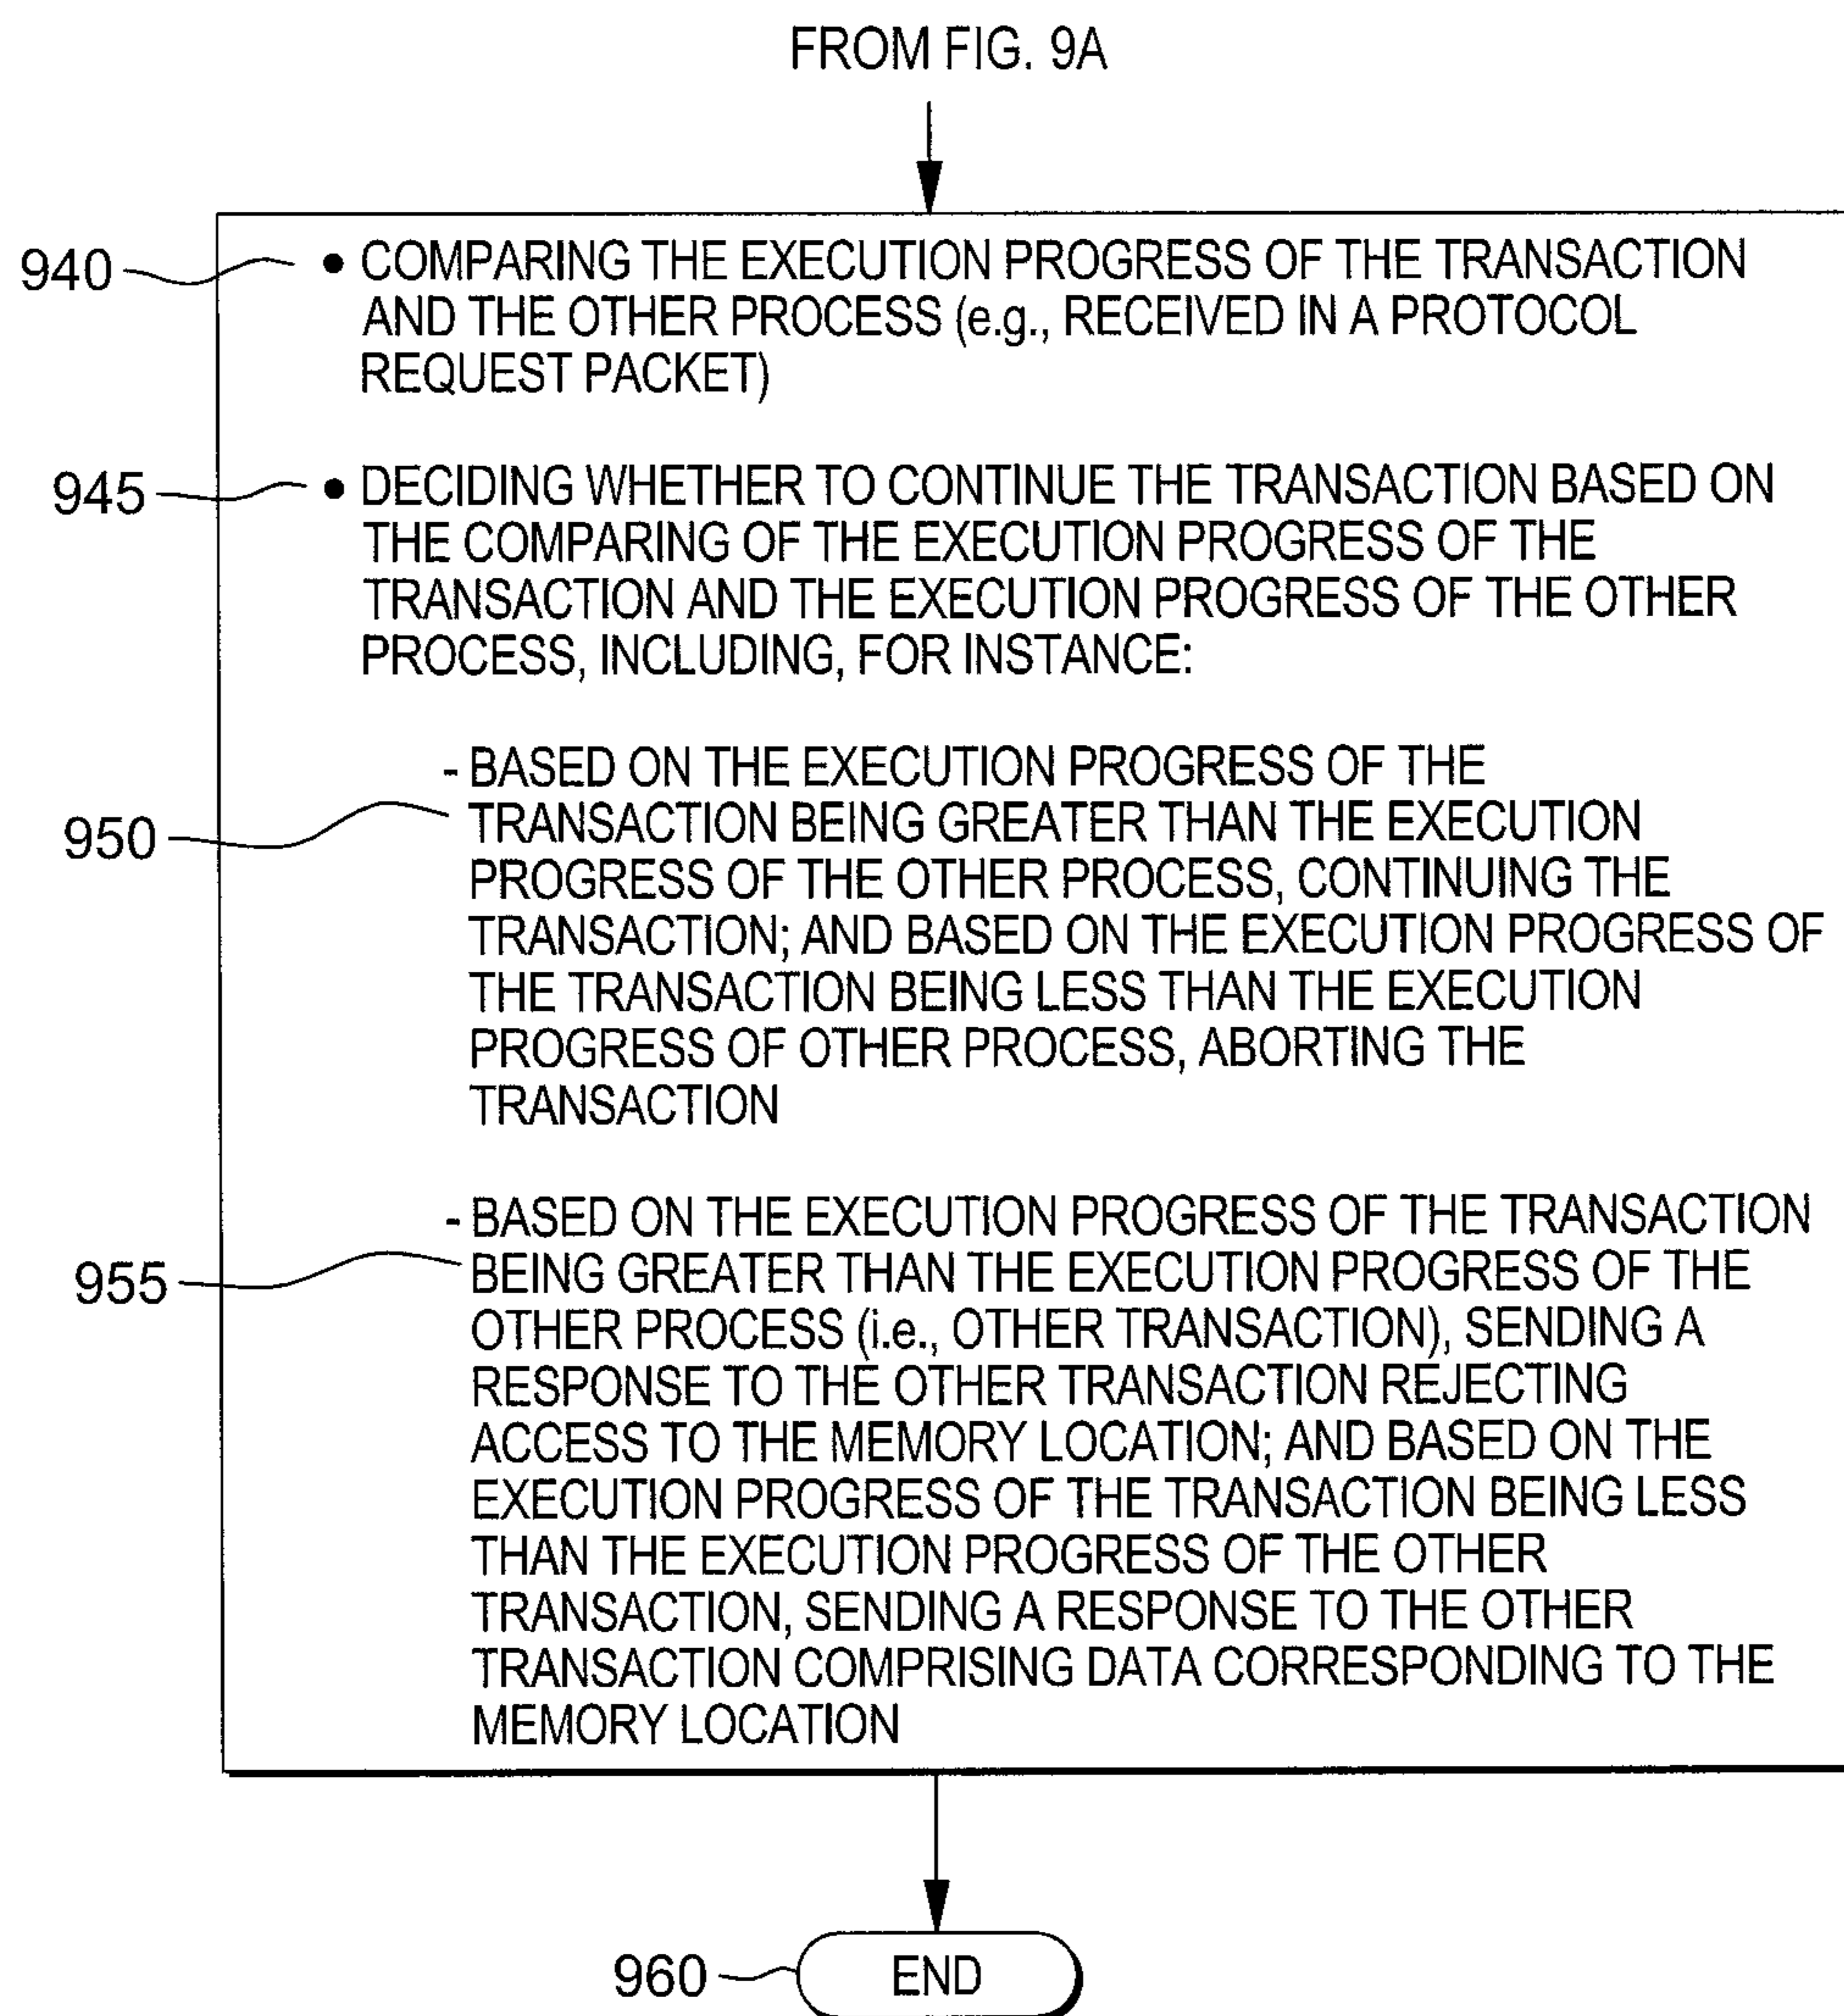 FROM FIG. 9A
940
• COMPARING THE EXECUTION PROGRESS OF THE TRANSACTION
AND THE OTHER PROCESS (e.g., RECEIVED IN A PROTOCOL
REQUEST PACKET)
945
• DECIDING WHETHER TO CONTINUE THE TRANSACTION BASED ON
THE COMPARING OF THE EXECUTION PROGRESS OF THE
TRANSACTION AND THE EXECUTION PROGRESS OF THE OTHER
PROCESS, INCLUDING, FOR INSTANCE:
950
- BASED ON THE EXECUTION PROGRESS OF THE
TRANSACTION BEING GREATER THAN THE EXECUTION
PROGRESS OF THE OTHER PROCESS, CONTINUING THE
TRANSACTION; AND BASED ON THE EXECUTION PROGRESS OF
THE TRANSACTION BEING LESS THAN THE EXECUTION
PROGRESS OF OTHER PROCESS, ABORTING THE
TRANSACTION
955
- BASED ON THE EXECUTION PROGRESS OF THE TRANSACTION
BEING GREATER THAN THE EXECUTION PROGRESS OF THE
OTHER PROCESS (i.e., OTHER TRANSACTION), SENDING A
RESPONSE TO THE OTHER TRANSACTION REJECTING
ACCESS TO THE MEMORY LOCATION; AND BASED ON THE
EXECUTION PROGRESS OF THE TRANSACTION BEING LESS
THAN THE EXECUTION PROGRESS OF THE OTHER
TRANSACTION, SENDING A RESPONSE TO THE OTHER
TRANSACTION COMPRISING DATA CORRESPONDING TO THE
MEMORY LOCATION
960
END